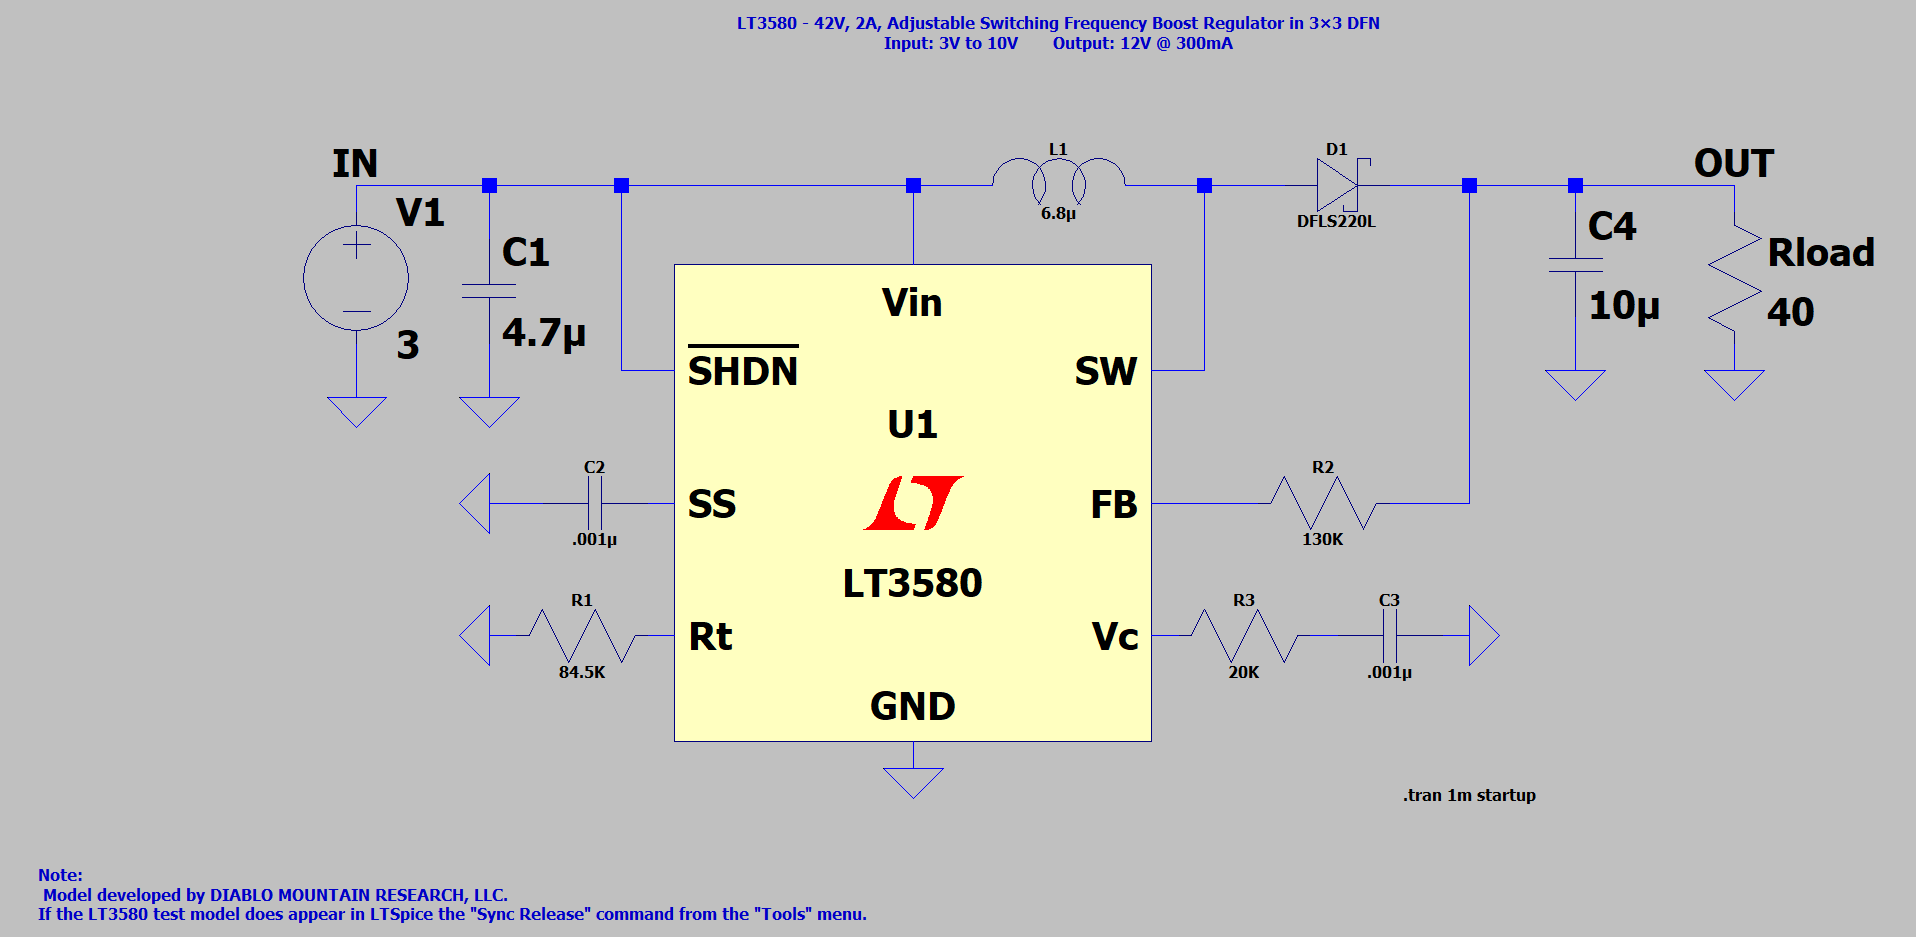 LT3580 - 42V, 2A, Adjustable Switching Frequency Boost Regulator in 3×3 DFN
Input: 3V to 10V Output: 12V @ 300mA
IN
V1
3
C1
4.7µ
L1
6.8µ
D1
DFLS220L
OUT
C4
10µ
Rload
40
Vin
SHDN
SW
U1
C2
.001µ
SS
FB
R2
130K
LT3580
R1
84.5K
Rt
Vc
R3
20K
C3
.001µ
GND
.tran 1m startup
Note:
Model developed by DIABLO MOUNTAIN RESEARCH, LLC.
If the LT3580 test model does appear in LTSpice the "Sync Release" command from the "Tools" menu.